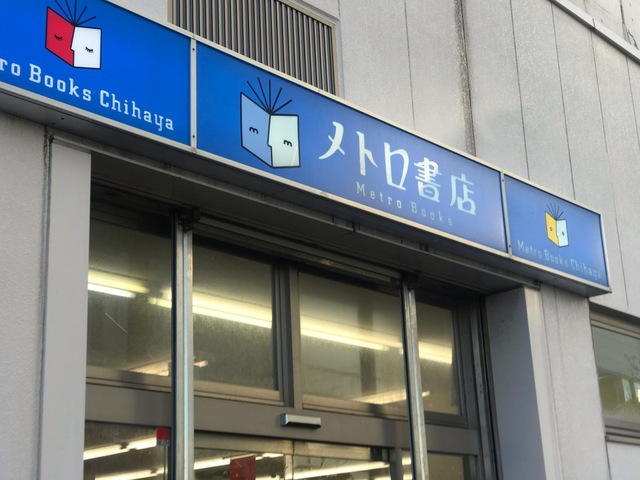 ro Books Chihaya
メトロ書店
Metro Books
Metro Books Chihaya